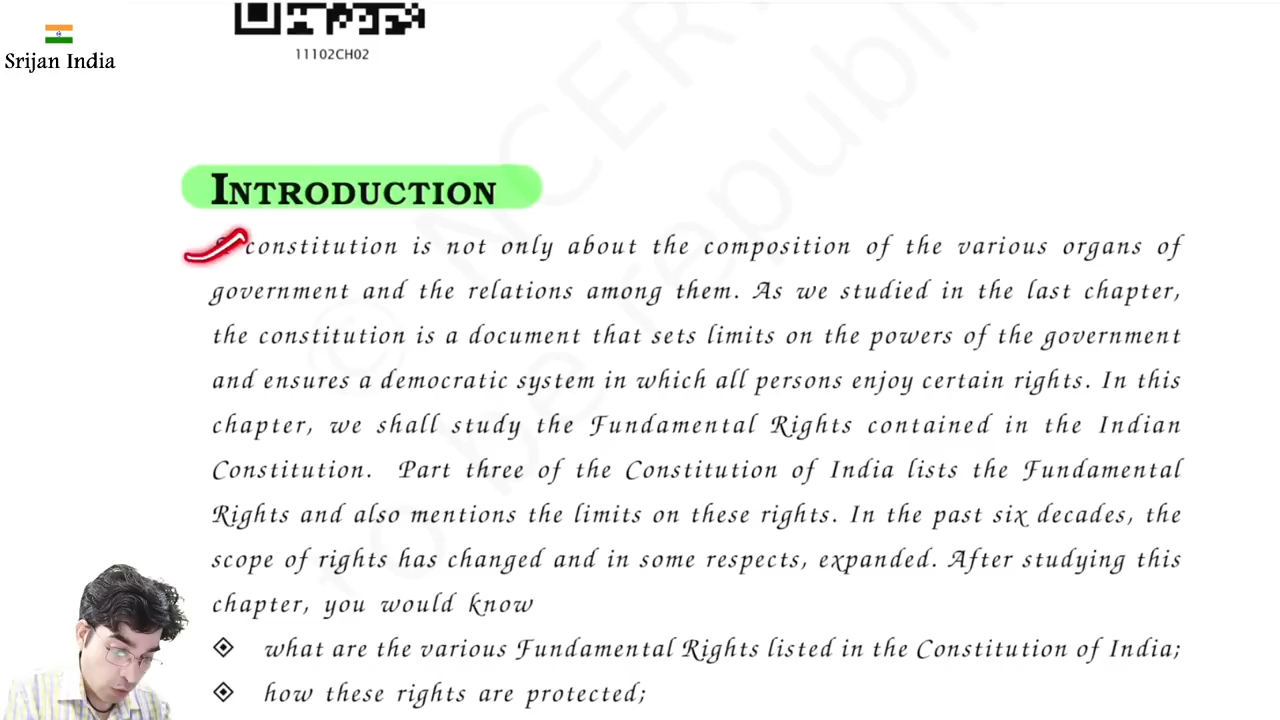 Srijan India
11102CH02
INTRODUCTION
constitution is not only about the composition of the various organs of
government and the relations among them. As we studied in the last chapter,
the constitution is a document that sets limits on the powers of the government
and ensures a democratic system in which all persons enjoy certain rights. In this
chapter, we shall study the Fundamental Rights contained in the Indian
Constitution. Part three of the Constitution of India lists the Fundamental
Rights and also mentions the limits on these rights. In the past six decades, the
scope of rights has changed and in some respects, expanded. After studying this
chapter, you would know
what are the various Fundamental Rights listed in the Constitution of India;
how these rights are protected;